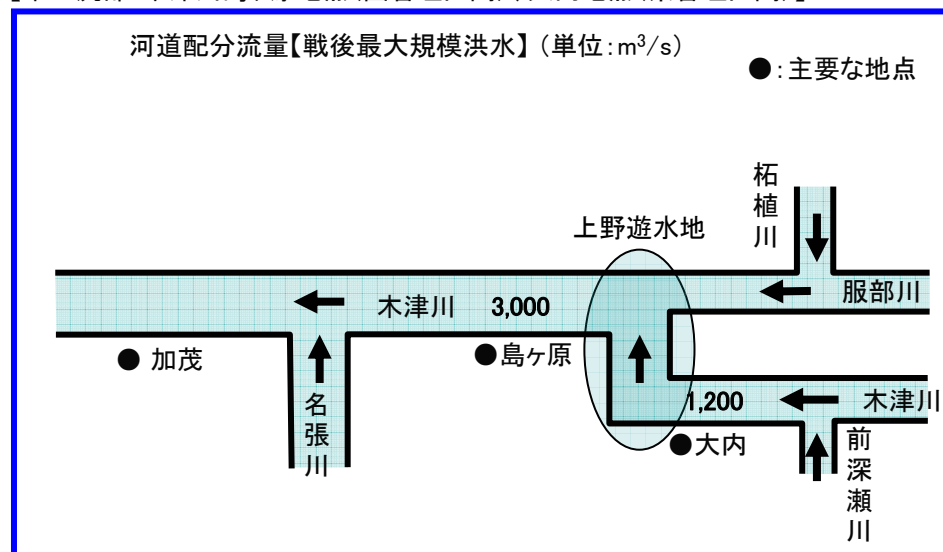 河道配分流量【戦後最大規模洪水】（単位：m³/s）
●：主要な地点
柘植川
上野遊水地
服部川
木津川
3,000
●加茂
●島ヶ原
名張川
1,200
木津川
●大内
前深瀬川